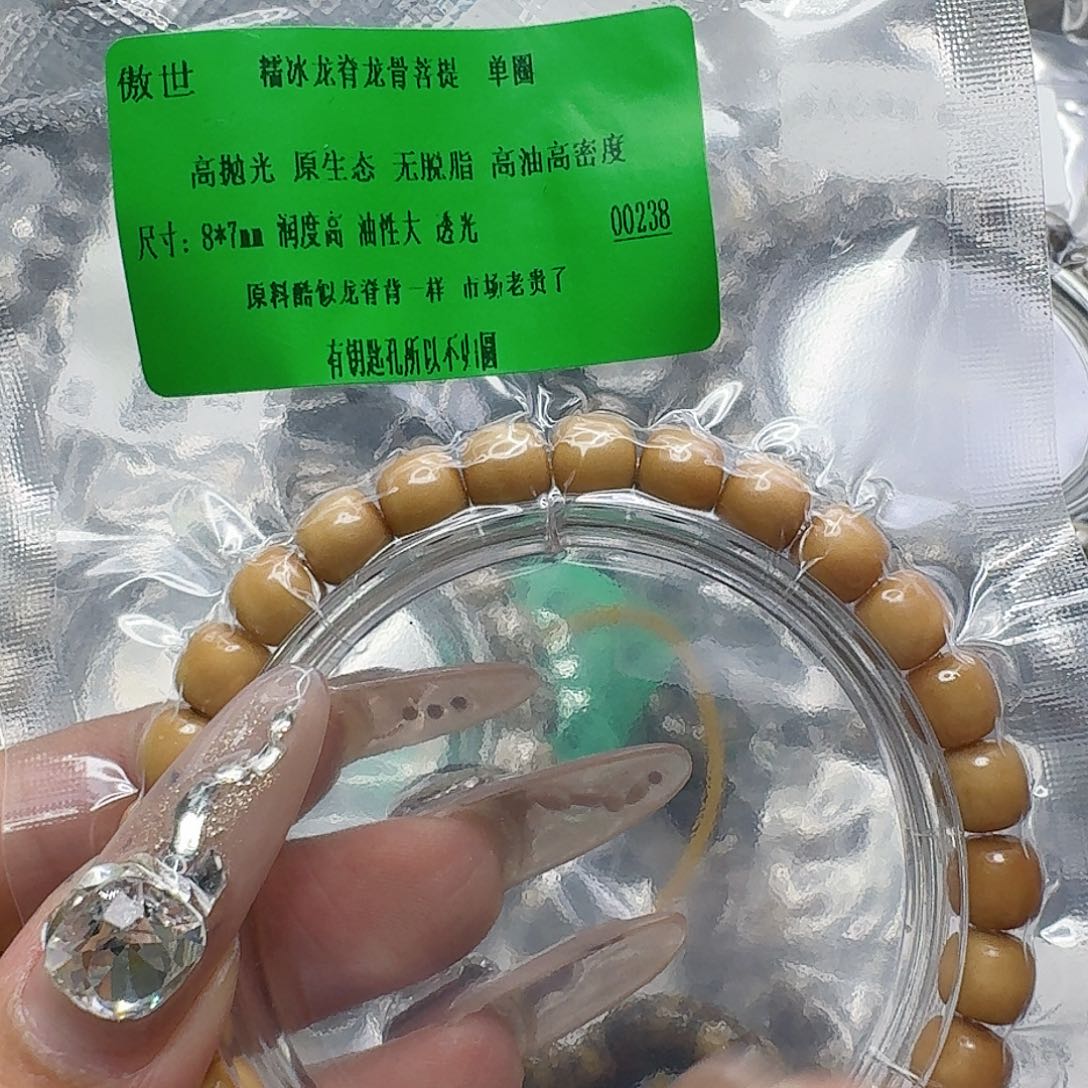 傲世 糯冰龙脊龙骨菩提 单圈
高抛光 原生态 无脱脂 高油高密度
尺寸：8*7mm 润度高 油性大 透光 00238
原料酷似龙脊背一样 市场老贵了
有钥匙孔所以不归圆